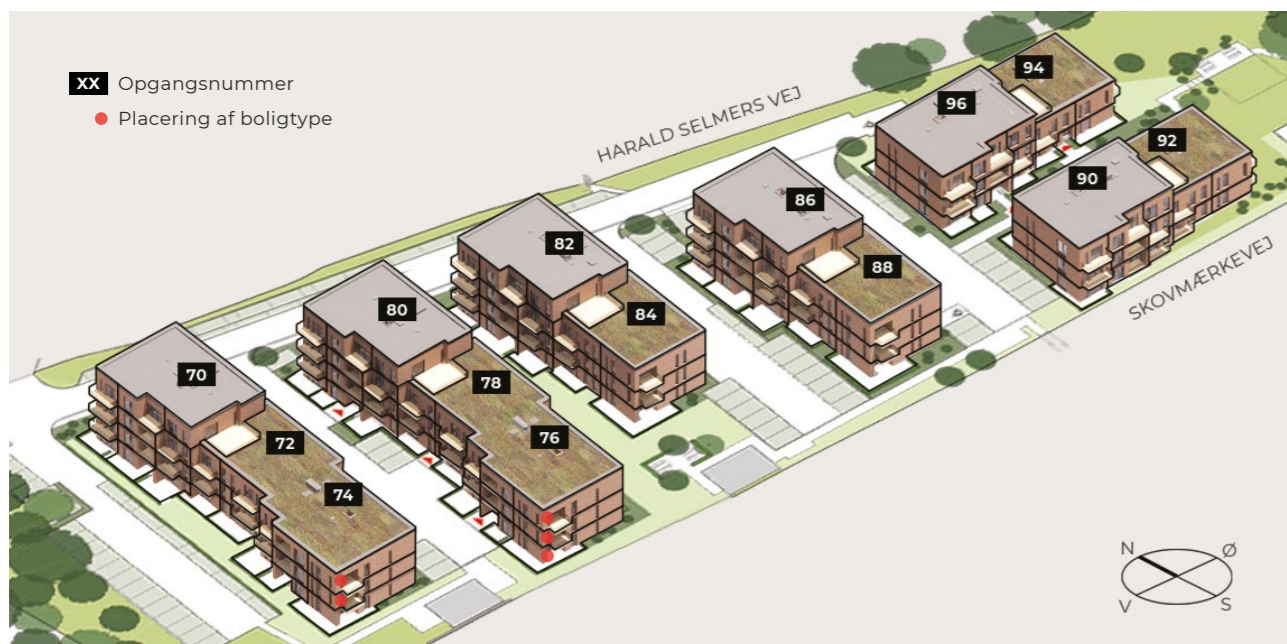 XX Opgangsnummer
Placering af boligtype
HARALD SELMERS VEJ
SKOVMÆRKEVEJ
94
96
92
90
86
82
88
80
84
70
78
72
76
74
N
Ø
V
S